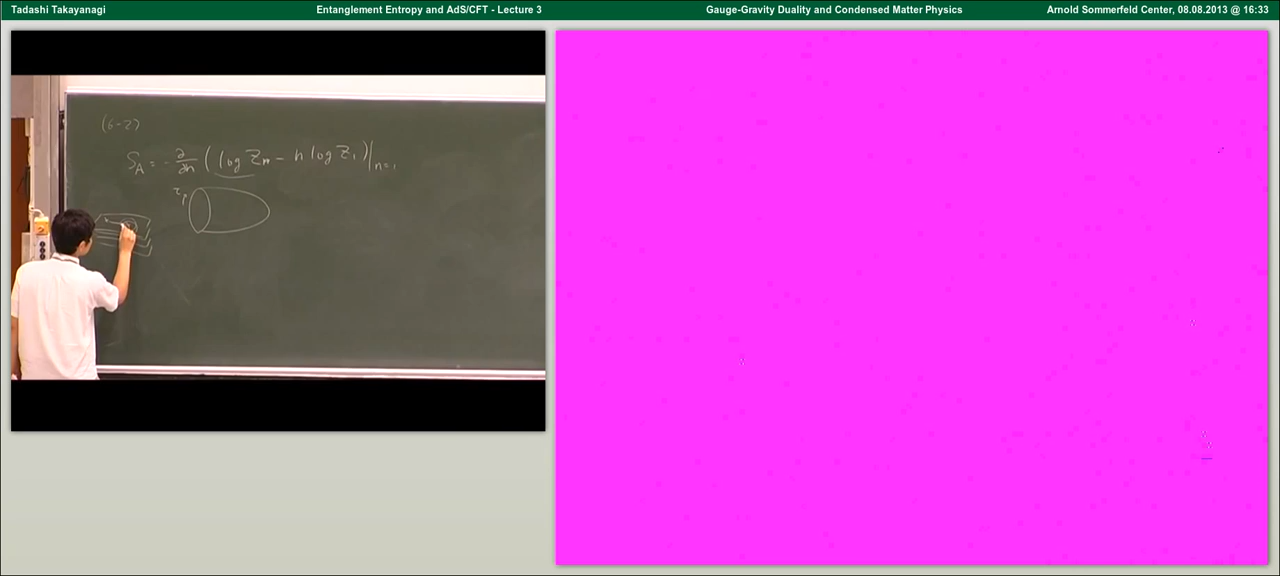 Tadashi Takayanagi
Entanglement Entropy and AdS/CFT - Lecture 3
Gauge-Gravity Duality and Condensed Matter Physics
Arnold Sommerfeld Center, 08.08.2013 @ 16:33
(6-2)
S_A = - ∂/∂n ( log Z_n - n log Z_1 ) |_{n=1}
τ